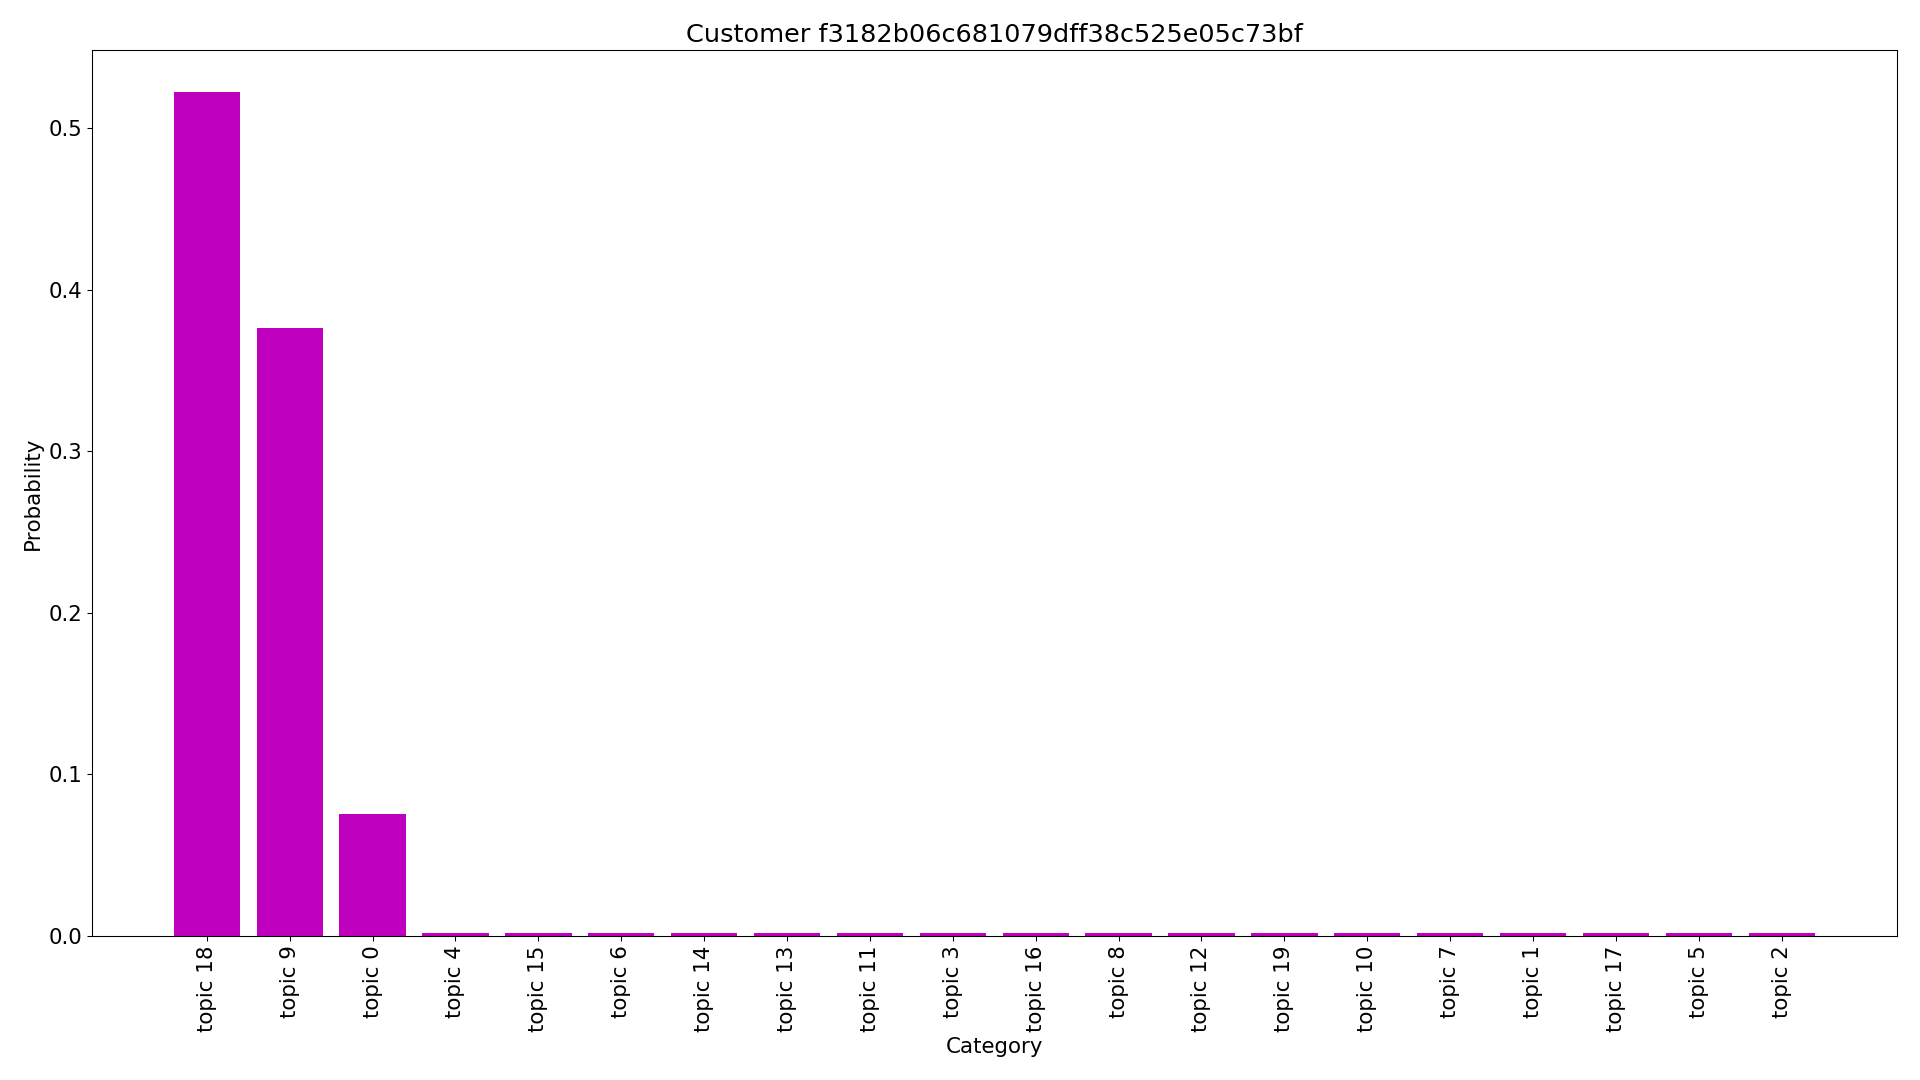 Customer f3182b06c681079dff38c525e05c73bf
Probability
0.5
0.4
0.3
0.2
0.1
0.0
topic 18
topic 9
topic 0
topic 4
topic 15
topic 6
topic 14
topic 13
topic 11
topic 3
topic 16
topic 8
topic 12
topic 19
topic 10
topic 7
topic 1
topic 17
topic 5
topic 2
Category